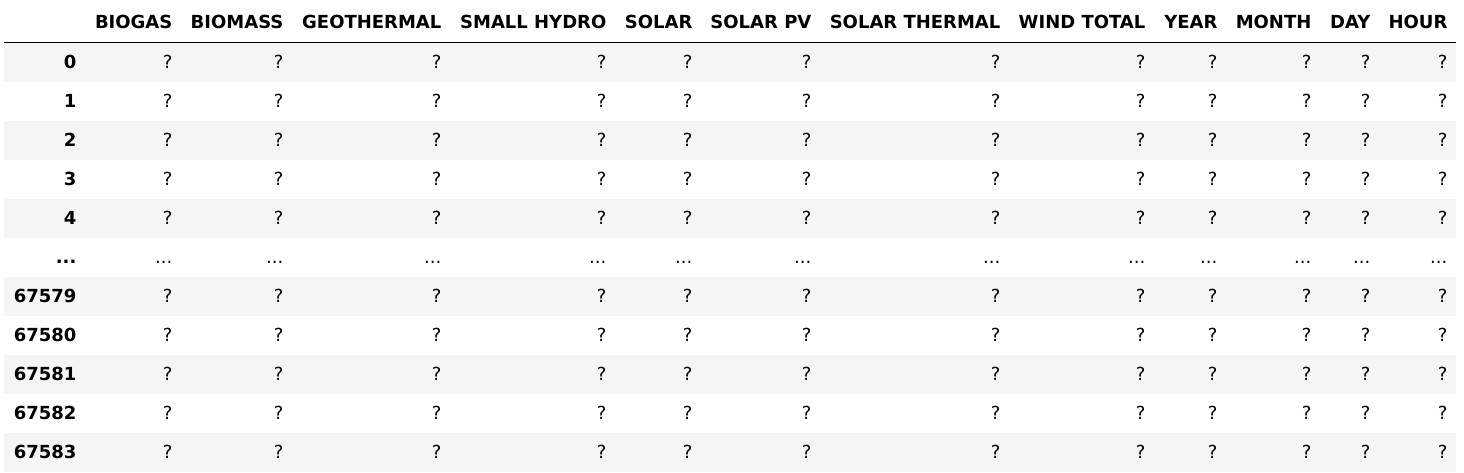 BIOGAS BIOMASS GEOTHERMAL SMALL HYDRO SOLAR SOLAR PV SOLAR THERMAL WIND TOTAL YEAR MONTH DAY HOUR
0 ? ? ? ? ? ? ? ? ? ? ? ?
1 ? ? ? ? ? ? ? ? ? ? ? ?
2 ? ? ? ? ? ? ? ? ? ? ? ?
3 ? ? ? ? ? ? ? ? ? ? ? ?
4 ? ? ? ? ? ? ? ? ? ? ? ?
... ... ... ... ... ... ... ... ... ... ... ... ...
67579 ? ? ? ? ? ? ? ? ? ? ? ?
67580 ? ? ? ? ? ? ? ? ? ? ? ?
67581 ? ? ? ? ? ? ? ? ? ? ? ?
67582 ? ? ? ? ? ? ? ? ? ? ? ?
67583 ? ? ? ? ? ? ? ? ? ? ? ?